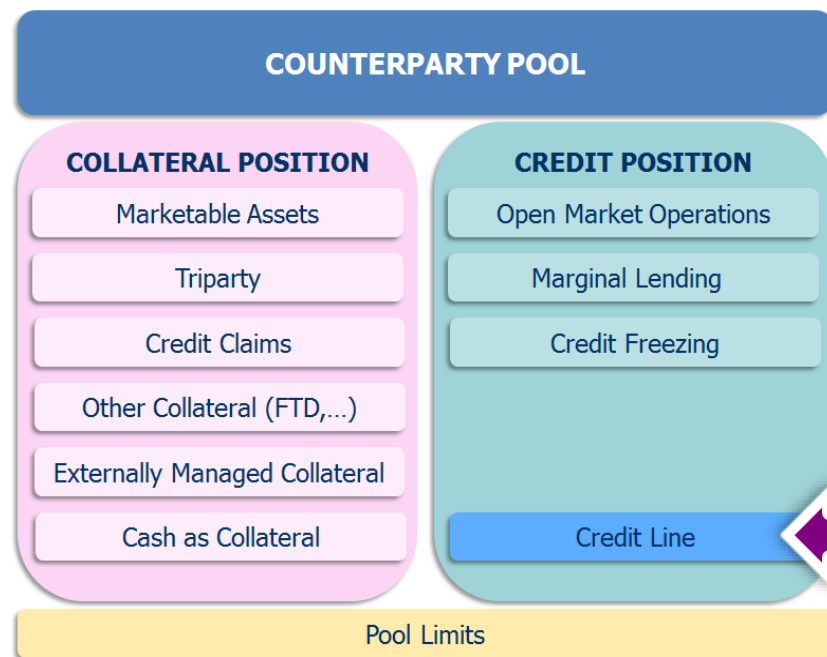 COUNTERPARTY POOL
COLLATERAL POSITION
Marketable Assets
Triparty
Credit Claims
Other Collateral (FTD,...)
Externally Managed Collateral
Cash as Collateral
CREDIT POSITION
Open Market Operations
Marginal Lending
Credit Freezing
Credit Line
Pool Limits